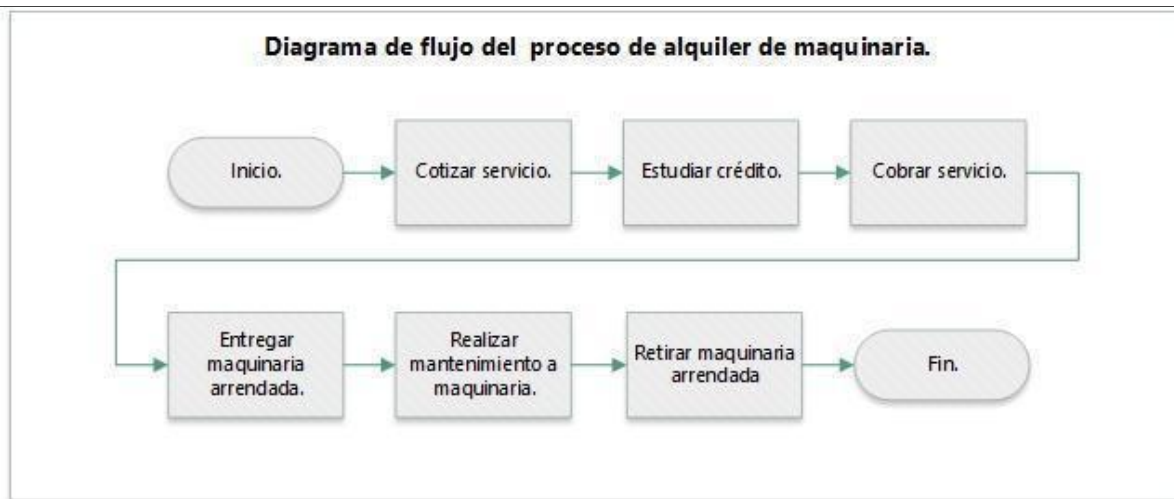 Diagrama de flujo del proceso de alquiler de maquinaria.
Inicio.
Cotizar servicio.
Estudiar crédito.
Cobrar servicio.
Entregar
maquinaria
arrendada.
Realizar
mantenimiento a
maquinaria.
Retirar maquinaria
arrendada
Fin.